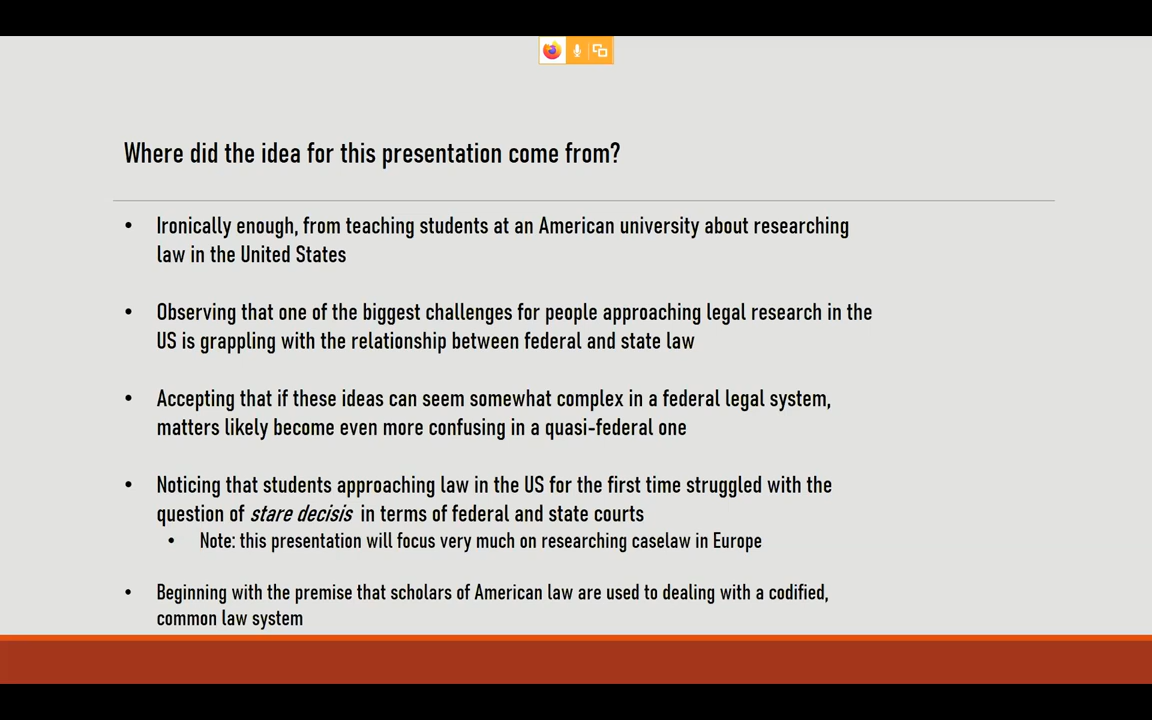 Where did the idea for this presentation come from?
• Ironically enough, from teaching students at an American university about researching
law in the United States
• Observing that one of the biggest challenges for people approaching legal research in the
US is grappling with the relationship between federal and state law
• Accepting that if these ideas can seem somewhat complex in a federal legal system,
matters likely become even more confusing in a quasi-federal one
• Noticing that students approaching law in the US for the first time struggled with the
question of stare decisis in terms of federal and state courts
• Note: this presentation will focus very much on researching caselaw in Europe
• Beginning with the premise that scholars of American law are used to dealing with a codified,
common law system